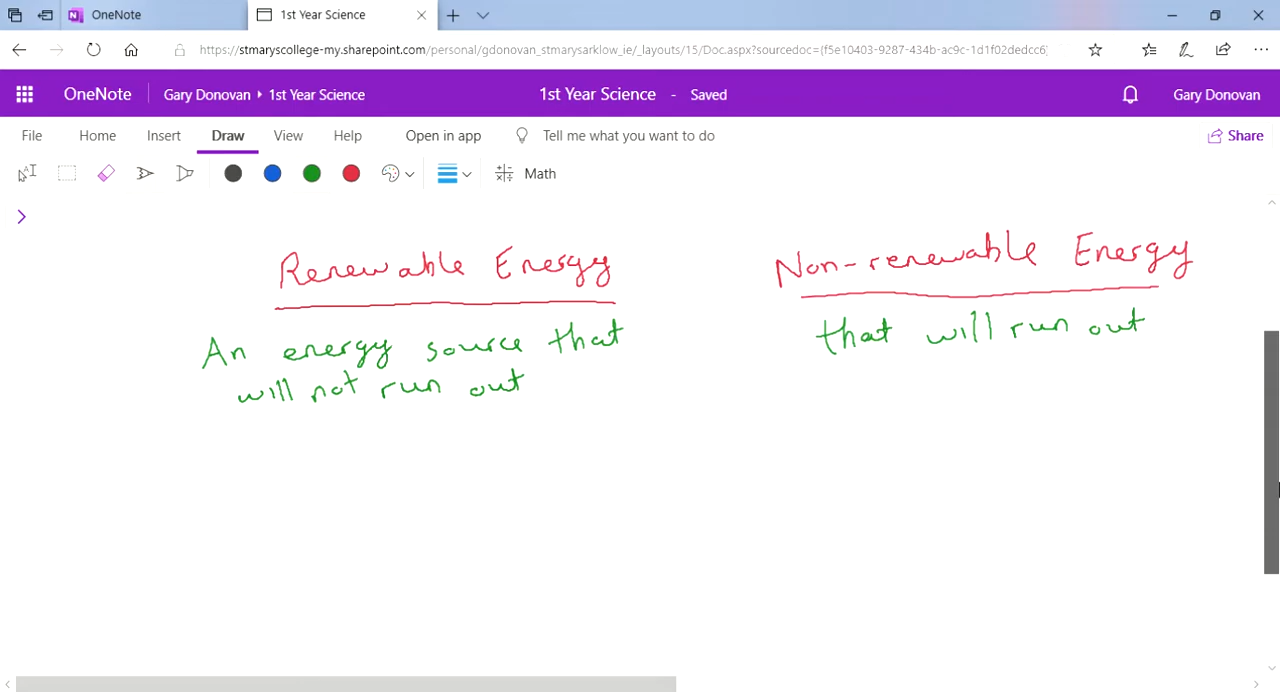 OneNote
1st Year Science
https://stmaryscollege-my.sharepoint.com/personal/gdonovan_stmarysarklow_ie/_layouts/15/Doc.aspx?sourcedoc={f5e10403-9287-434b-ac9c-1d1f02dedcc6}
OneNote Gary Donovan 1st Year Science 1st Year Science - Saved Gary Donovan
File Home Insert Draw View Help Open in app Tell me what you want to do Share
Math
Renewable Energy
An energy source that
will not run out
Non-renewable Energy
that will run out